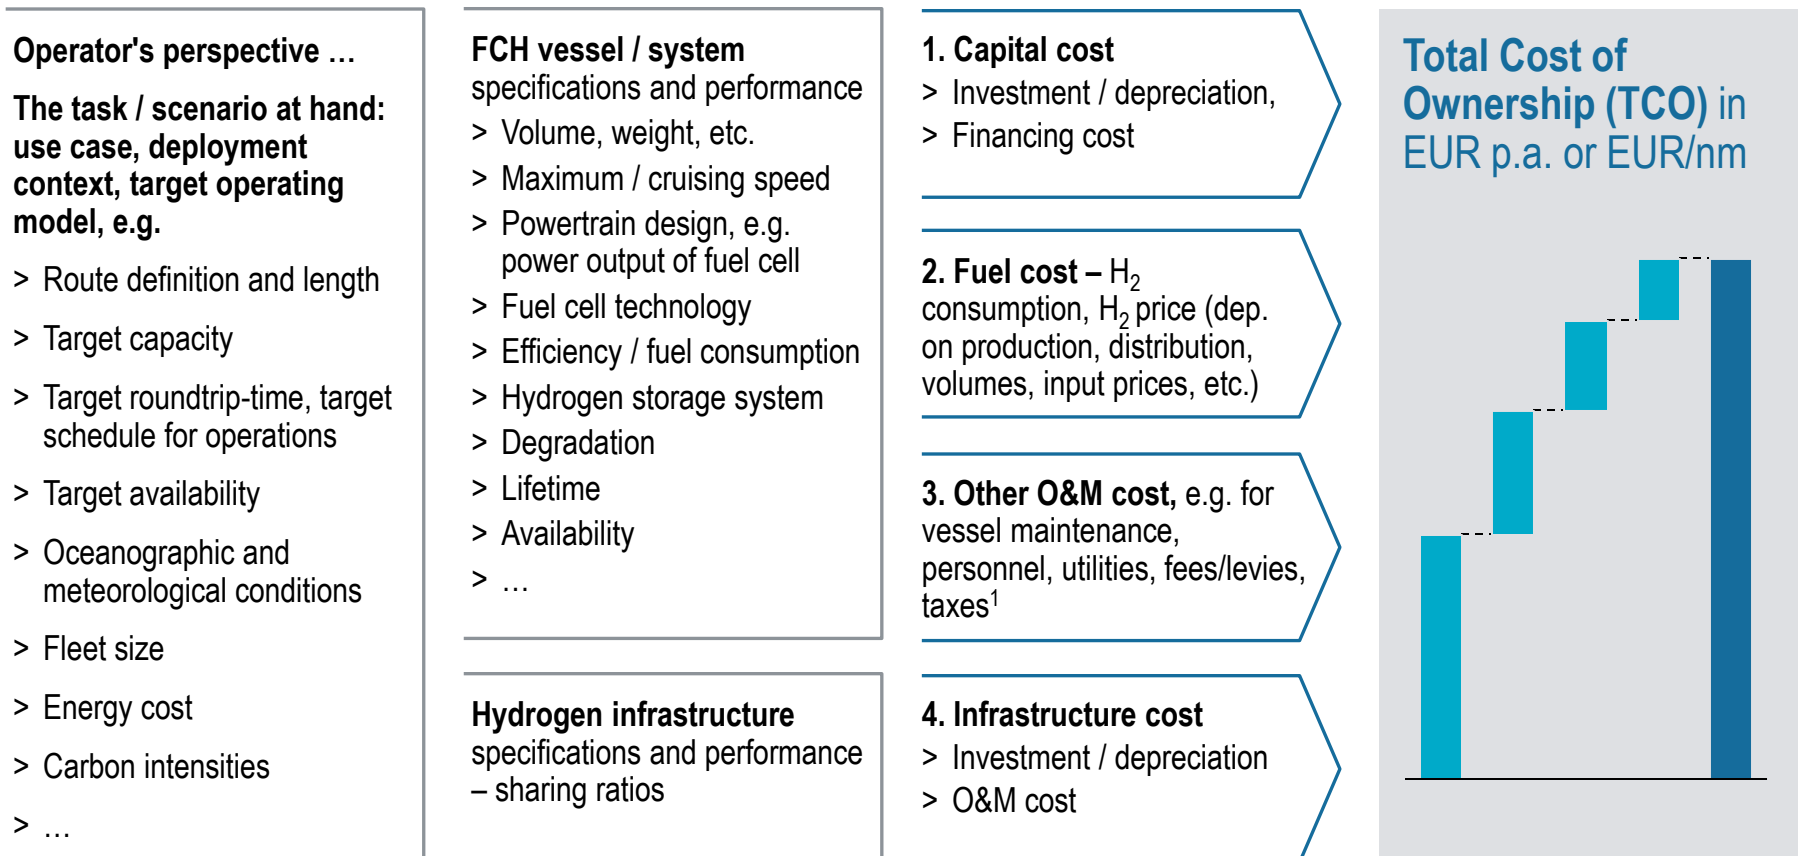 Operator's perspective …
The task / scenario at hand:
use case, deployment
context, target operating
model, e.g.
> Route definition and length
> Target capacity
> Target roundtrip-time, target
schedule for operations
> Target availability
> Oceanographic and
meteorological conditions
> Fleet size
> Energy cost
> Carbon intensities
> …
FCH vessel / system
specifications and performance
> Volume, weight, etc.
> Maximum / cruising speed
> Powertrain design, e.g.
power output of fuel cell
> Fuel cell technology
> Efficiency / fuel consumption
> Hydrogen storage system
> Degradation
> Lifetime
> Availability
> …
Hydrogen infrastructure
specifications and performance
– sharing ratios
1. Capital cost
> Investment / depreciation,
> Financing cost
2. Fuel cost – H₂
consumption, H₂ price (dep.
on production, distribution,
volumes, input prices, etc.)
3. Other O&M cost, e.g. for
vessel maintenance,
personnel, utilities, fees/levies,
taxes¹
4. Infrastructure cost
> Investment / depreciation
> O&M cost
Total Cost of
Ownership (TCO) in
EUR p.a. or EUR/nm